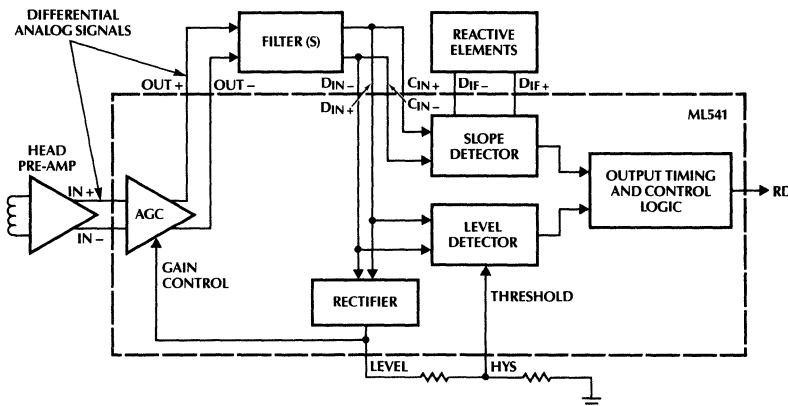 DIFFERENTIAL
ANALOG SIGNALS
FILTER (S)
REACTIVE
ELEMENTS
OUT +
OUT −
DIN−
DIN+
CIN+
CIN−
DIF−
DIF+
ML541
HEAD
PRE-AMP
IN +
IN −
AGC
SLOPE
DETECTOR
OUTPUT TIMING
AND CONTROL
LOGIC
RD
LEVEL
DETECTOR
GAIN
CONTROL
RECTIFIER
THRESHOLD
LEVEL
HYS